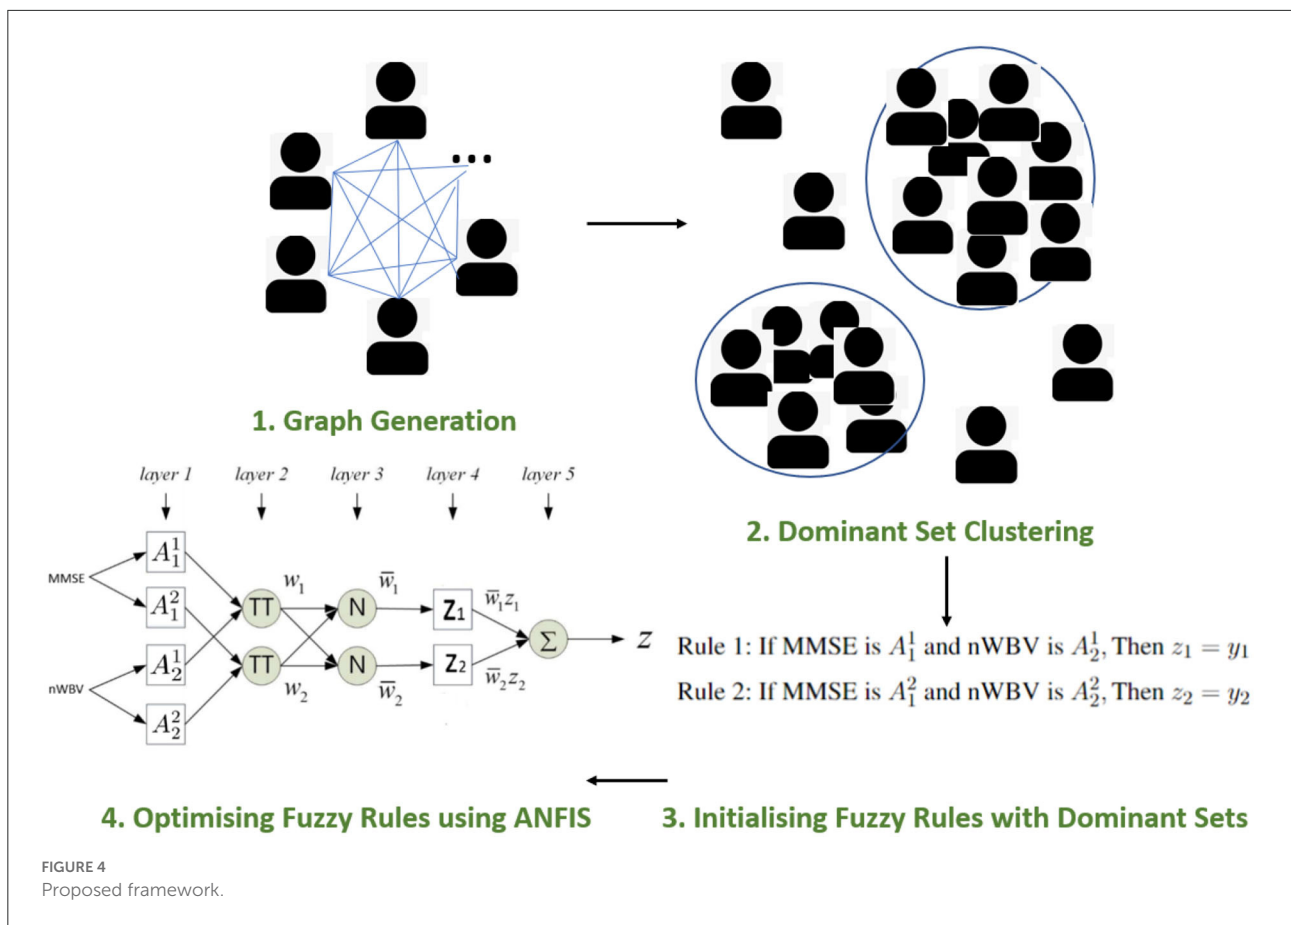 ...
1. Graph Generation
2. Dominant Set Clustering
layer 1 layer 2 layer 3 layer 4 layer 5
MMSE
nWBV
A₁¹
A₁²
A₂¹
A₂²
TT
TT
w₁
w₂
N
N
w̅₁
w̅₂
Z₁
Z₂
w̅₁z₁
w̅₂z₂
Σ
Z
Rule 1: If MMSE is A₁¹ and nWBV is A₂¹, Then z₁ = y₁
Rule 2: If MMSE is A₁² and nWBV is A₂², Then z₂ = y₂
4. Optimising Fuzzy Rules using ANFIS
3. Initialising Fuzzy Rules with Dominant Sets
FIGURE 4
Proposed framework.